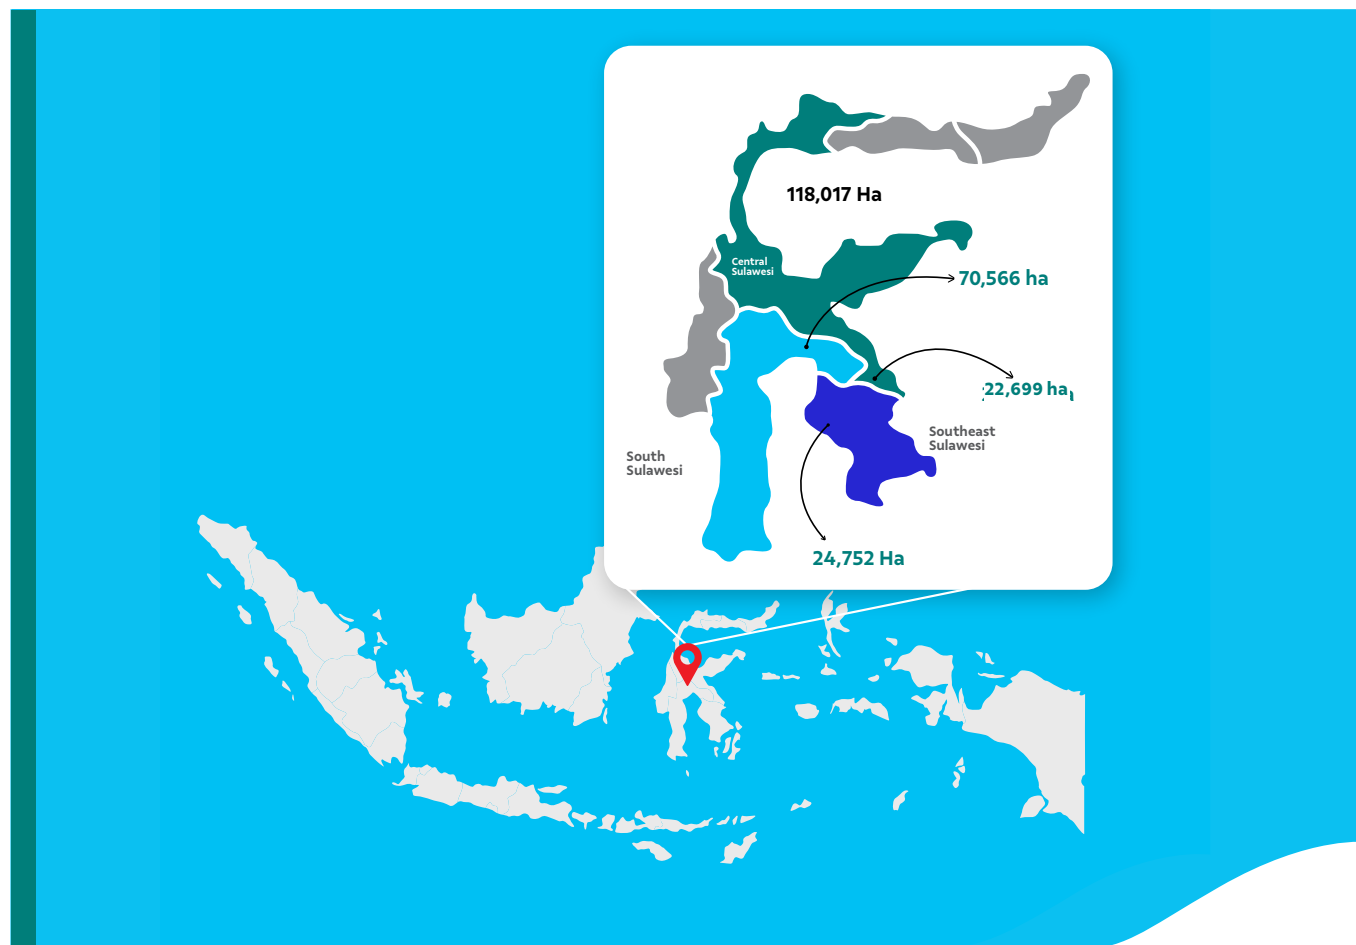 118,017 Ha
Central
Sulawesi
70,566 ha
22,699 ha
Southeast
Sulawesi
South
Sulawesi
24,752 Ha